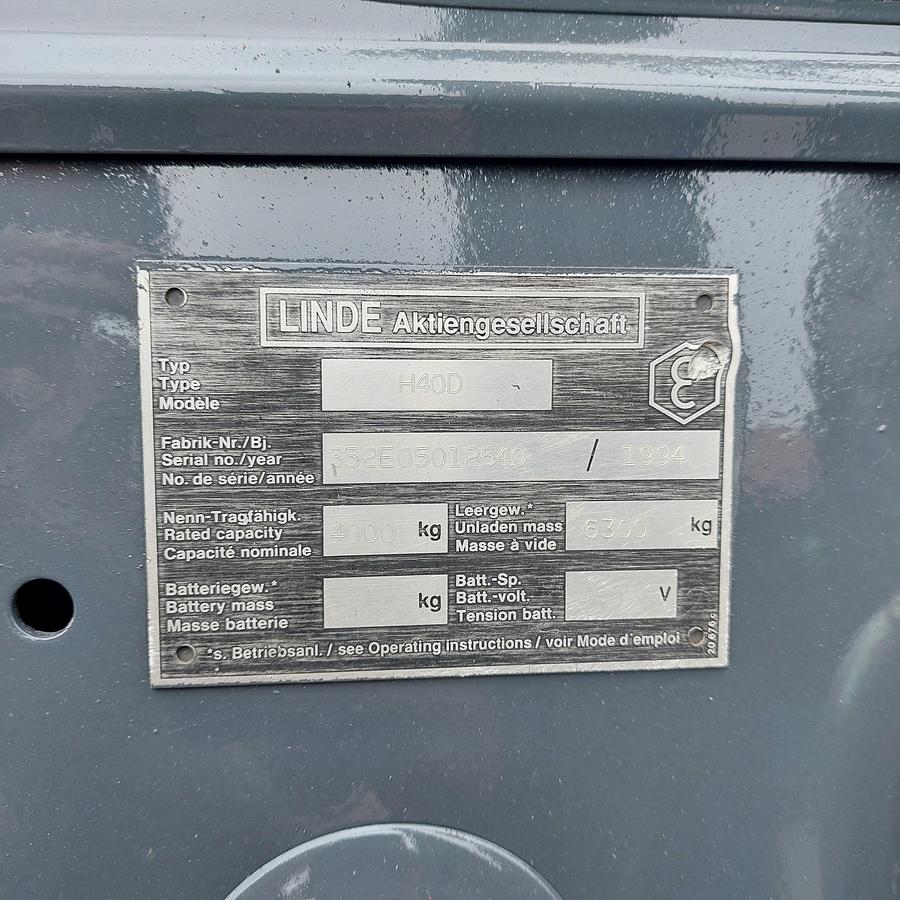 LINDE Aktiengesellschaft
Typ
Type
Modèle
H40D
Fabrik-Nr./Bj.
Serial no./year
No. de série/année
352E05012540 / 1994
Nenn-Tragfähigk.
Rated capacity
Capacité nominale
4000 kg
Leergew.*
Unladen mass
Masse à vide
6300 kg
Batteriegew.*
Battery mass
Masse batterie
kg
Batt.-Sp.
Batt.-volt.
Tension batt.
V
*s. Betriebsanl. / see Operating instructions / voir Mode d'emploi